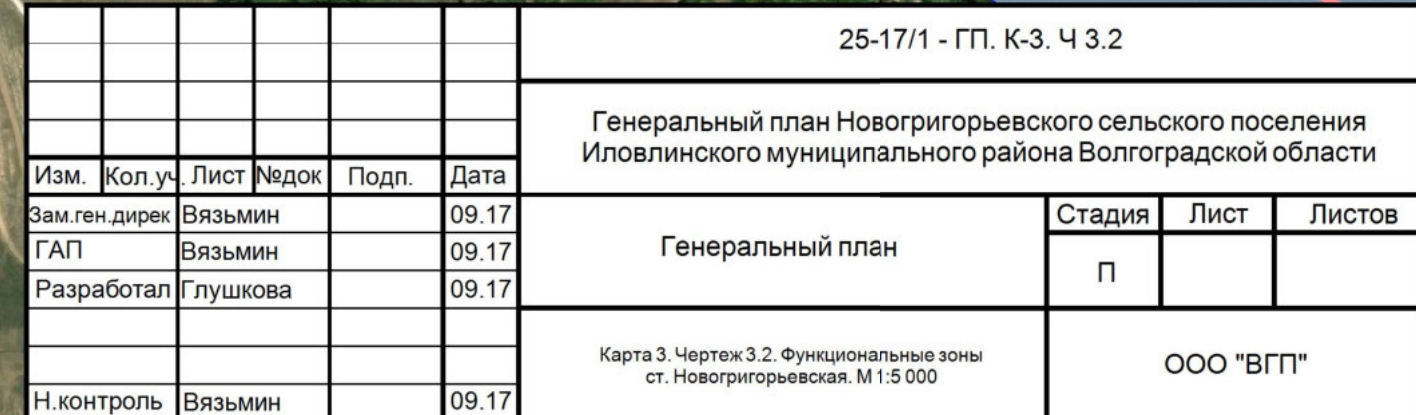 25-17/1 - ГП. К-3. Ч 3.2
Генеральный план Новогригорьевского сельского поселения
Иловлинского муниципального района Волгоградской области
Изм. Кол.уч. Лист №док Подп. Дата
Зам.ген.дирек Вязьмин 09.17
ГАП Вязьмин 09.17
Разработал Глушкова 09.17
Н.контроль Вязьмин 09.17
Генеральный план
Стадия Лист Листов
П
Карта 3. Чертеж 3.2. Функциональные зоны
ст. Новогригорьевская. М 1:5 000
ООО "ВГП"